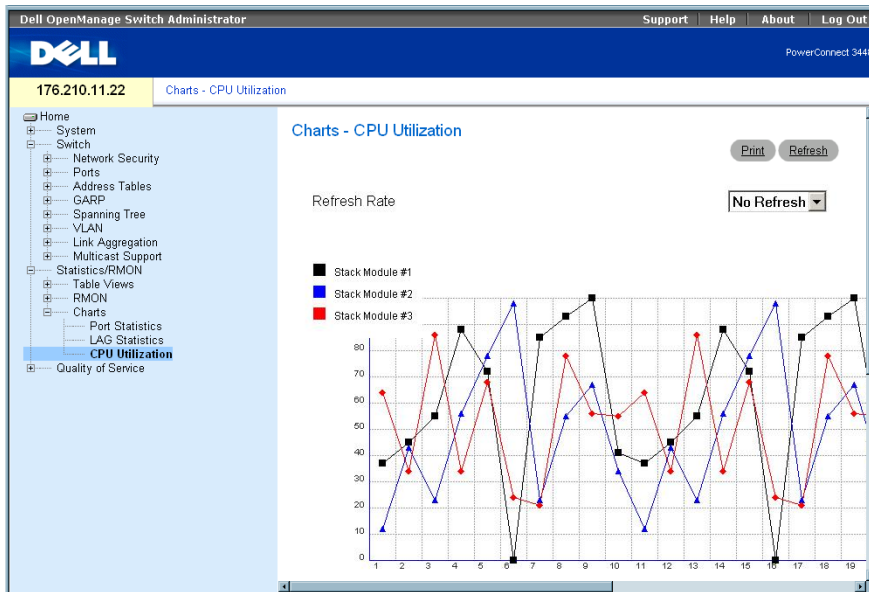 Dell OpenManage Switch Administrator
Support
Help
About
Log Out
DELL
PowerConnect 3448
176.210.11.22
Charts - CPU Utilization
Home
System
Switch
Network Security
Ports
Address Tables
GARP
Spanning Tree
VLAN
Link Aggregation
Multicast Support
Statistics/RMON
Table Views
RMON
Charts
Port Statistics
LAG Statistics
CPU Utilization
Quality of Service
Charts - CPU Utilization
Print
Refresh
Refresh Rate
No Refresh
Stack Module #1
Stack Module #2
Stack Module #3
80
70
60
50
40
30
20
10
0
1 2 3 4 5 6 7 8 9 10 11 12 13 14 15 16 17 18 19